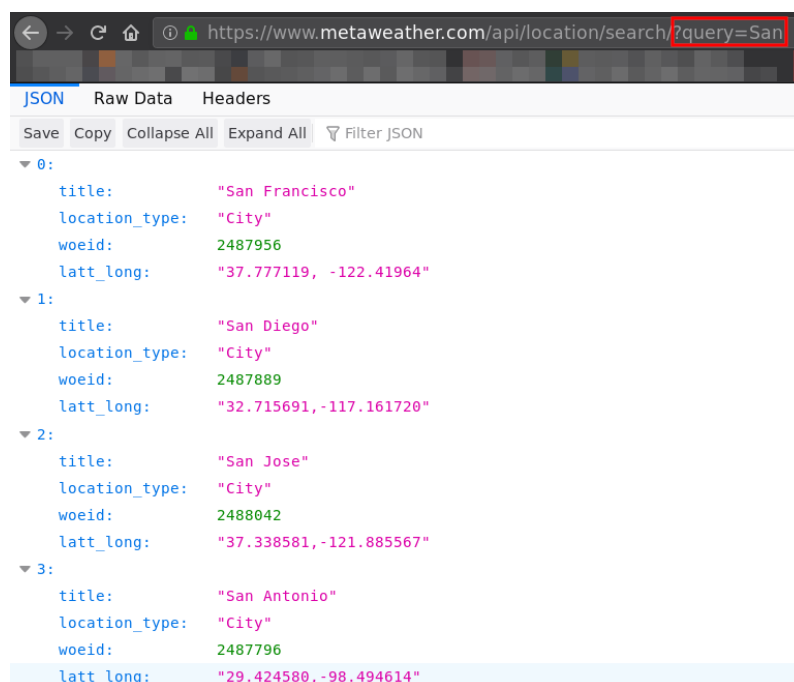 https://www.metaweather.com/api/location/search/?query=San
JSON Raw Data Headers
Save Copy Collapse All Expand All Filter JSON
0:
title: "San Francisco"
location_type: "City"
woeid: 2487956
latt_long: "37.777119, -122.41964"
1:
title: "San Diego"
location_type: "City"
woeid: 2487889
latt_long: "32.715691,-117.161720"
2:
title: "San Jose"
location_type: "City"
woeid: 2488042
latt_long: "37.338581,-121.885567"
3:
title: "San Antonio"
location_type: "City"
woeid: 2487796
latt_long: "29.424580,-98.494614"